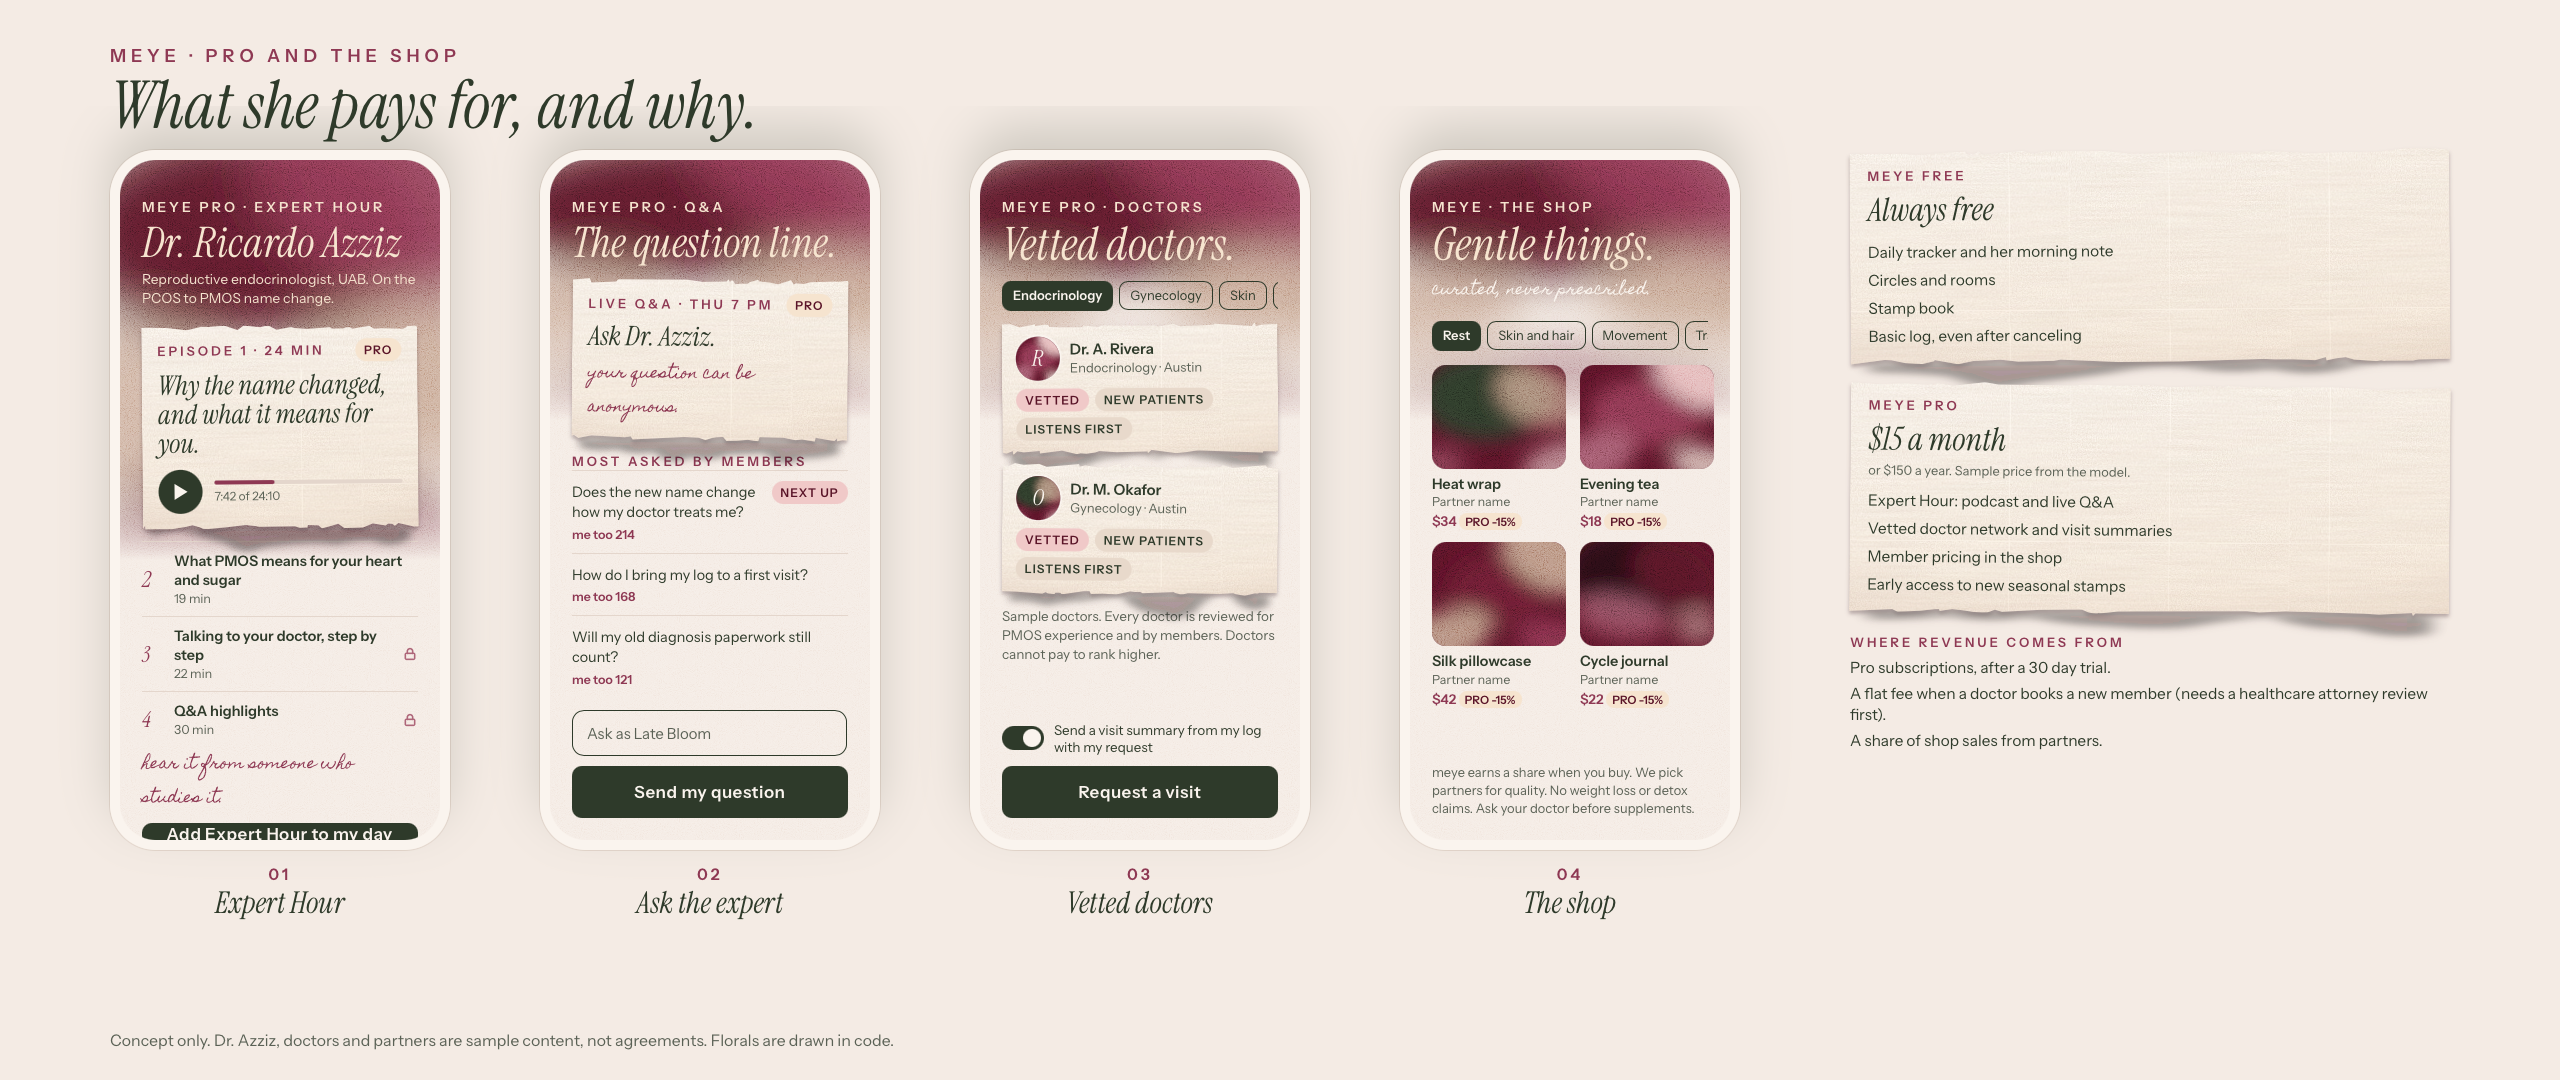 MEYE · PRO AND THE SHOP
What she pays for, and why.
MEYE PRO · EXPERT HOUR
Dr. Ricardo Azziz
Reproductive endocrinologist, UAB. On the
PCOS to PMOS name change.
EPISODE 1 · 24 MIN
PRO
Why the name changed,
and what it means for
you.
7:42 of 24:10
2
What PMOS means for your heart
and sugar
19 min
3
Talking to your doctor, step by
step
22 min
4
Q&A highlights
30 min
hear it from someone who
studies it.
Add Expert Hour to my day
01
Expert Hour
MEYE PRO · Q&A
The question line.
LIVE Q&A · THU 7 PM
PRO
Ask Dr. Azziz.
your question can be
anonymous.
MOST ASKED BY MEMBERS
Does the new name change
how my doctor treats me?
NEXT UP
me too 214
How do I bring my log to a first visit?
me too 168
Will my old diagnosis paperwork still
count?
me too 121
Ask as Late Bloom
Send my question
02
Ask the expert
MEYE PRO · DOCTORS
Vetted doctors.
Endocrinology
Gynecology
Skin
R
Dr. A. Rivera
Endocrinology · Austin
VETTED
NEW PATIENTS
LISTENS FIRST
O
Dr. M. Okafor
Gynecology · Austin
VETTED
NEW PATIENTS
LISTENS FIRST
Sample doctors. Every doctor is reviewed for
PMOS experience and by members. Doctors
cannot pay to rank higher.
Send a visit summary from my log
with my request
Request a visit
03
Vetted doctors
MEYE · THE SHOP
Gentle things.
curated, never prescribed.
Rest
Skin and hair
Movement
Tr
Heat wrap
Partner name
$34 PRO -15%
Evening tea
Partner name
$18 PRO -15%
Silk pillowcase
Partner name
$42 PRO -15%
Cycle journal
Partner name
$22 PRO -15%
meye earns a share when you buy. We pick
partners for quality. No weight loss or detox
claims. Ask your doctor before supplements.
04
The shop
MEYE FREE
Always free
Daily tracker and her morning note
Circles and rooms
Stamp book
Basic log, even after canceling
MEYE PRO
$15 a month
or $150 a year. Sample price from the model.
Expert Hour: podcast and live Q&A
Vetted doctor network and visit summaries
Member pricing in the shop
Early access to new seasonal stamps
WHERE REVENUE COMES FROM
Pro subscriptions, after a 30 day trial.
A flat fee when a doctor books a new member (needs a healthcare attorney review
first).
A share of shop sales from partners.
Concept only. Dr. Azziz, doctors and partners are sample content, not agreements. Florals are drawn in code.